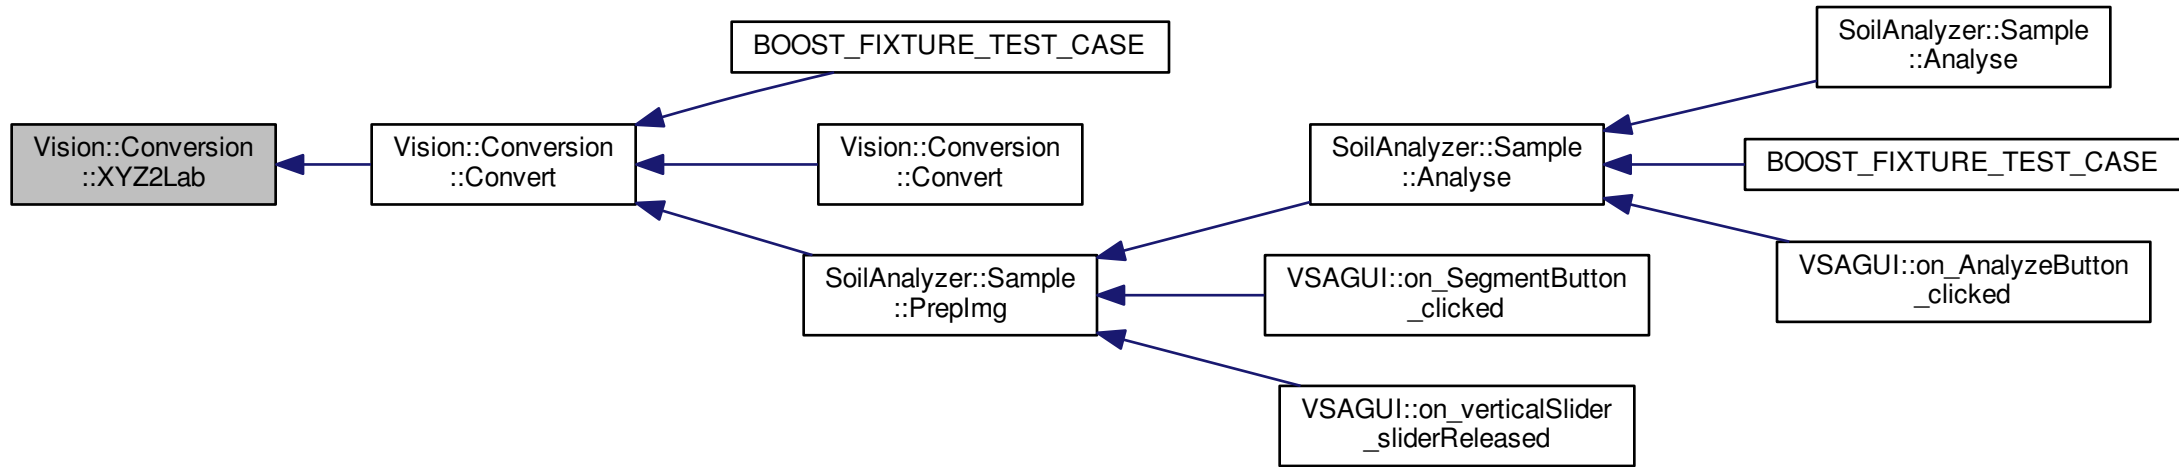 Vision::Conversion
::XYZ2Lab
Vision::Conversion
::Convert
BOOST_FIXTURE_TEST_CASE
Vision::Conversion
::Convert
SoilAnalyzer::Sample
::PrepImg
SoilAnalyzer::Sample
::Analyse
VSAGUI::on_SegmentButton
_clicked
VSAGUI::on_verticalSlider
_sliderReleased
SoilAnalyzer::Sample
::Analyse
BOOST_FIXTURE_TEST_CASE
VSAGUI::on_AnalyzeButton
_clicked